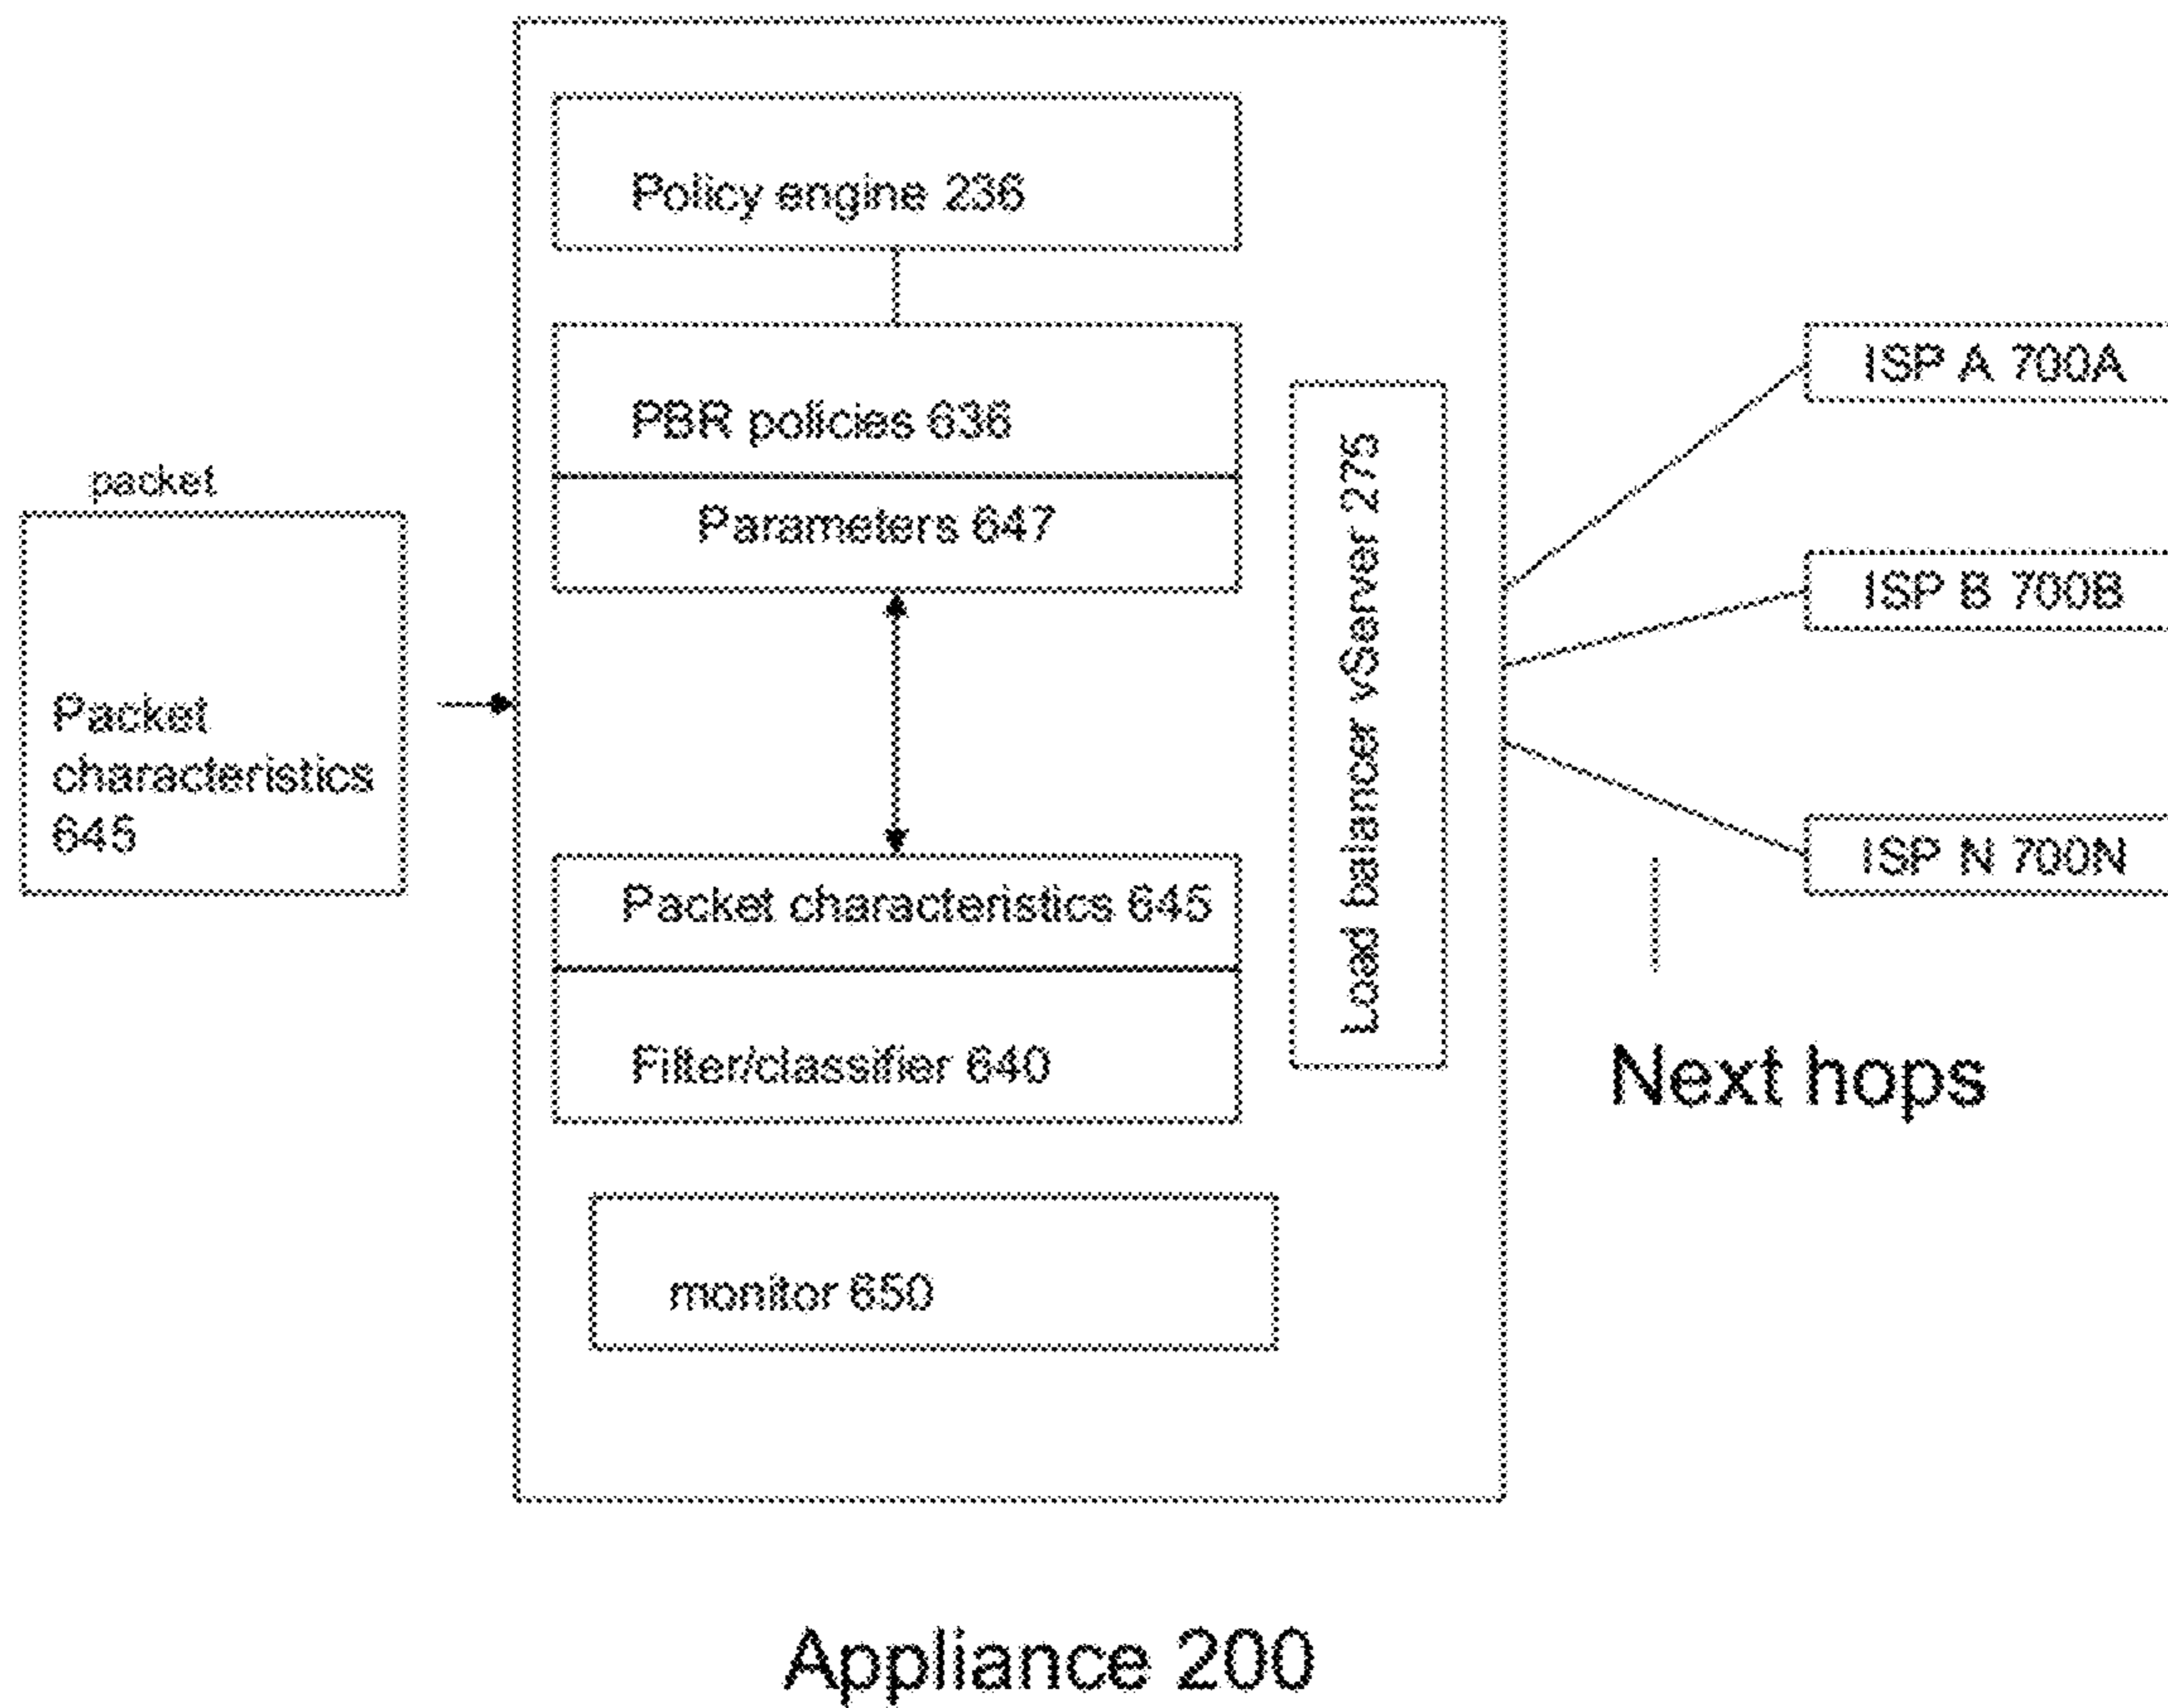 Policy engine 236
PBR policies 636
Parameters 647
packet
Packet
characteristics
645
Packet characteristics 645
Filter/classifier 640
monitor 650
Load balancer vServer 275
ISP A 700A
ISP B 700B
ISP N 700N
Next hops
Appliance 200